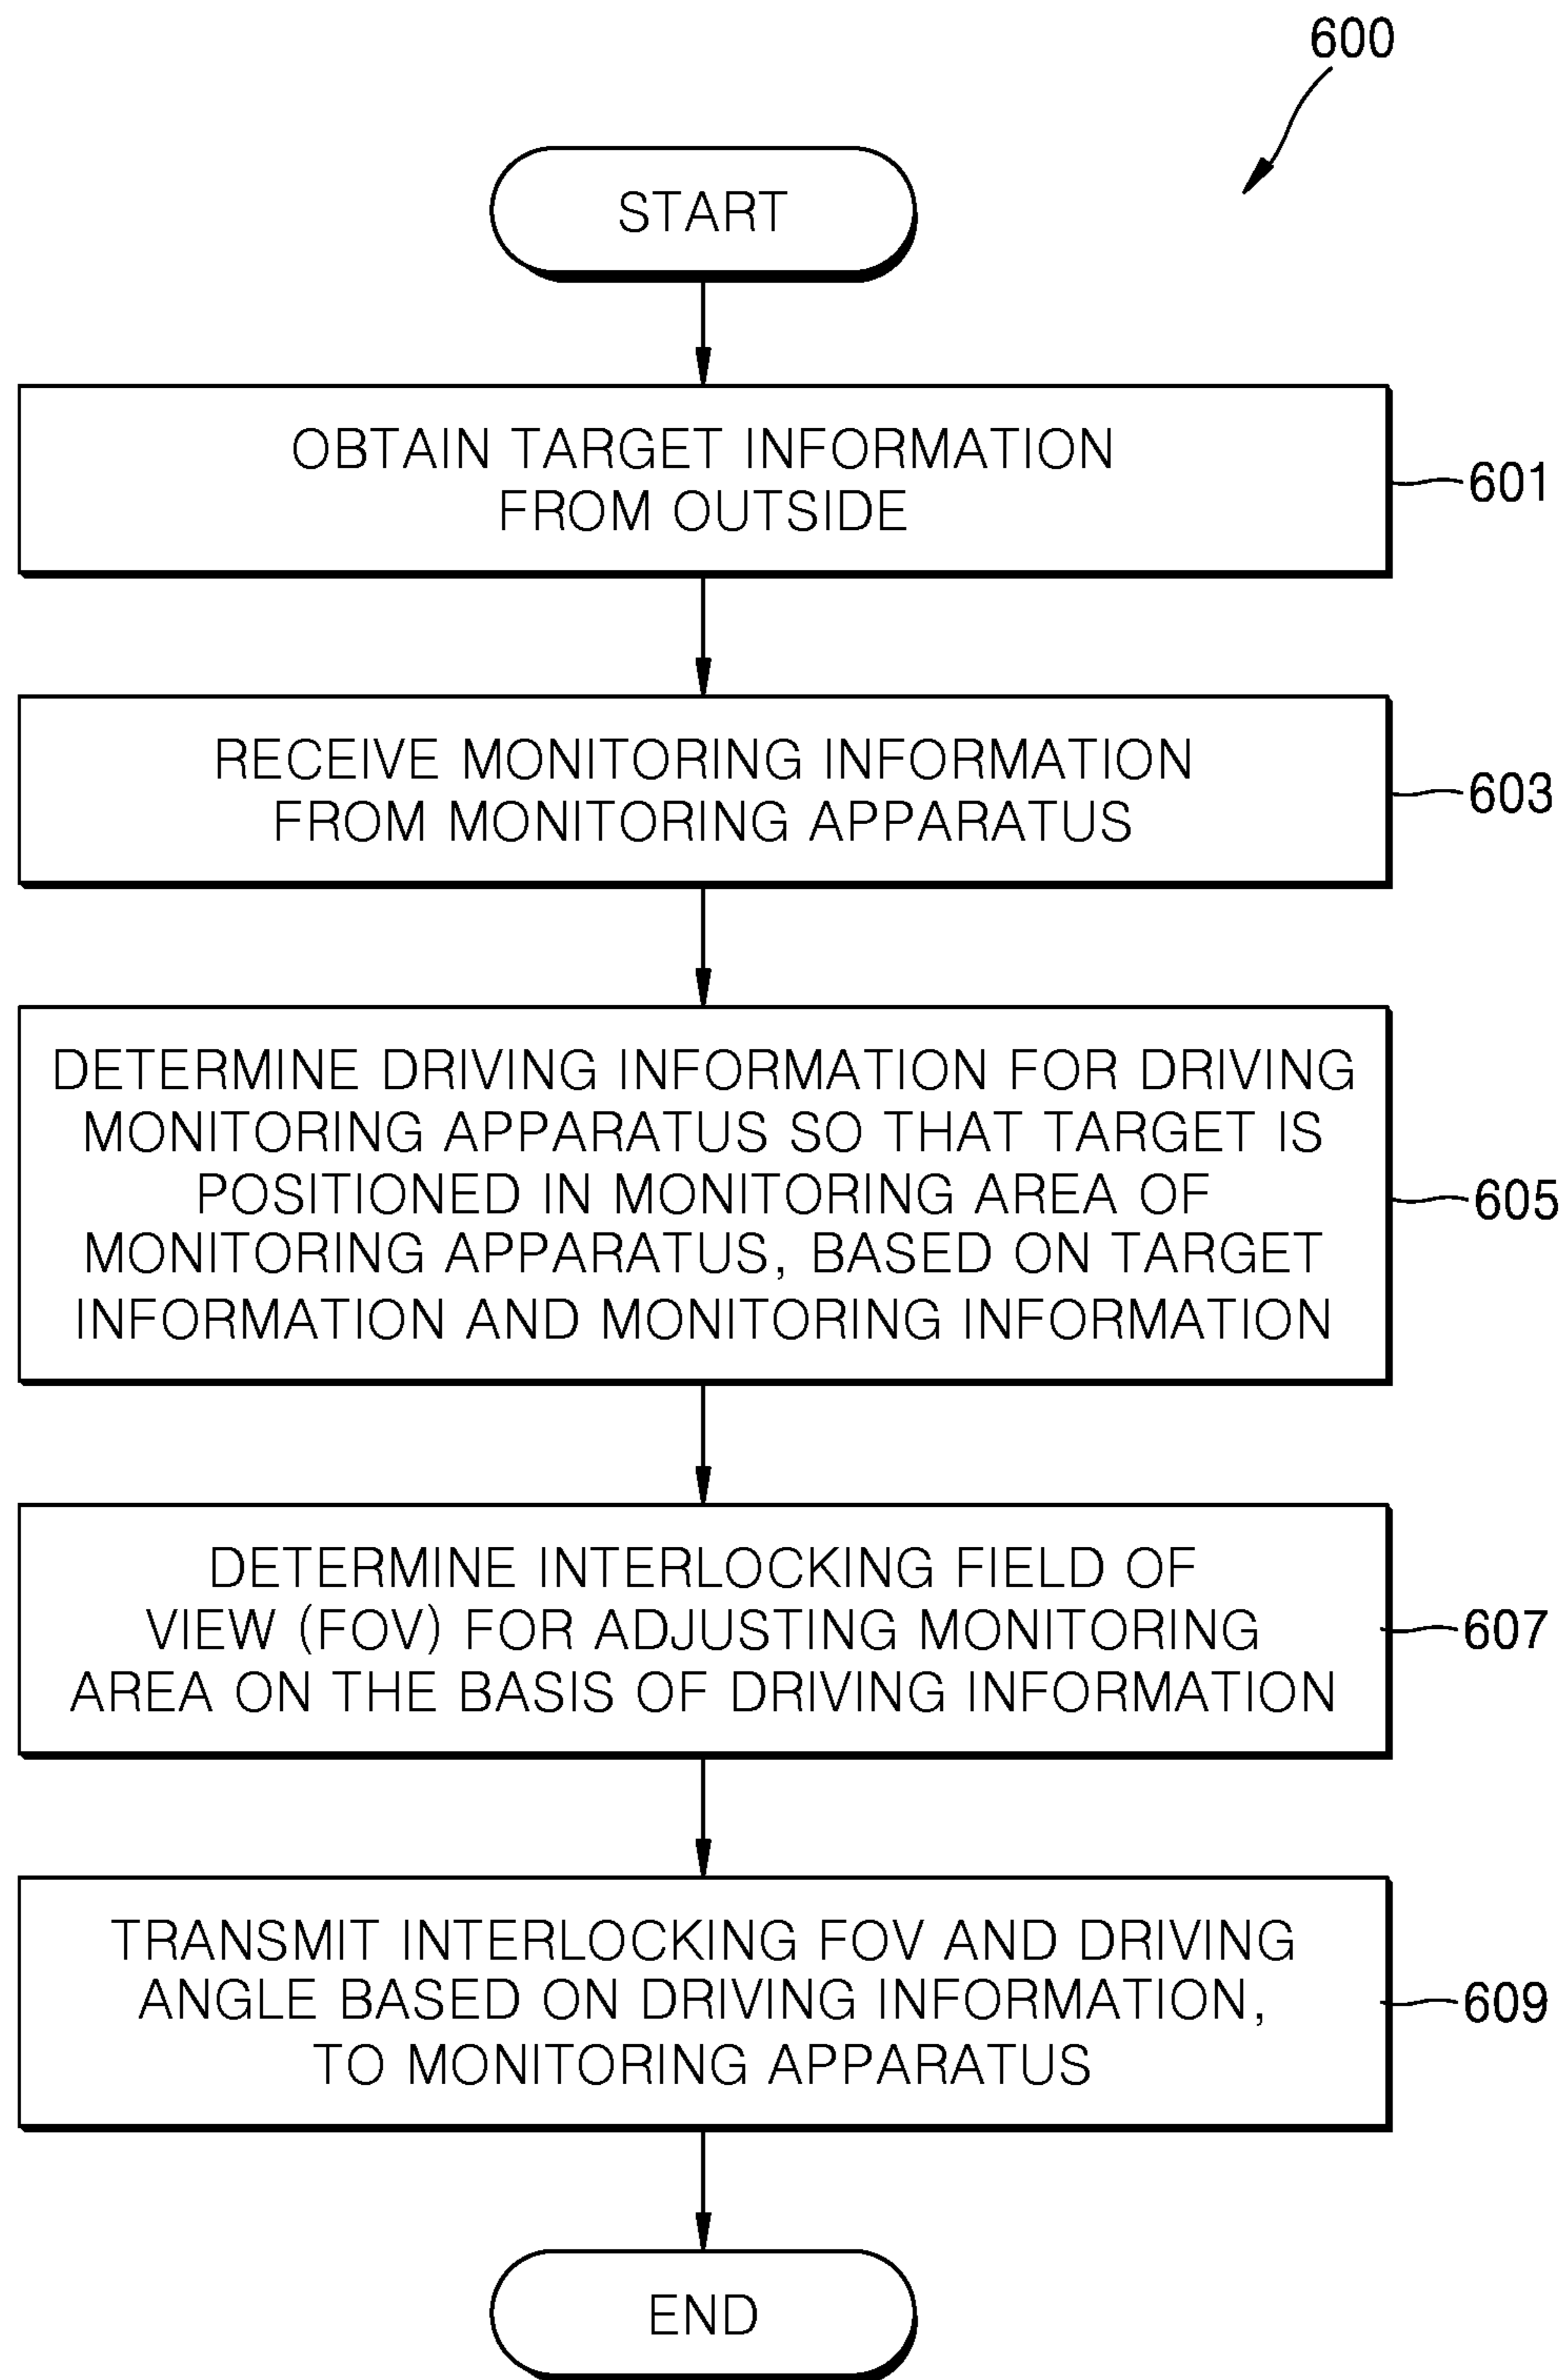 600
START
OBTAIN TARGET INFORMATION
FROM OUTSIDE
601
RECEIVE MONITORING INFORMATION
FROM MONITORING APPARATUS
603
DETERMINE DRIVING INFORMATION FOR DRIVING
MONITORING APPARATUS SO THAT TARGET IS
POSITIONED IN MONITORING AREA OF
MONITORING APPARATUS, BASED ON TARGET
INFORMATION AND MONITORING INFORMATION
605
DETERMINE INTERLOCKING FIELD OF
VIEW (FOV) FOR ADJUSTING MONITORING
AREA ON THE BASIS OF DRIVING INFORMATION
607
TRANSMIT INTERLOCKING FOV AND DRIVING
ANGLE BASED ON DRIVING INFORMATION,
TO MONITORING APPARATUS
609
END